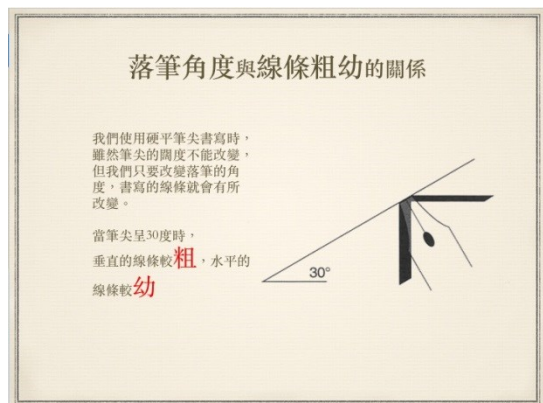 落筆角度與線條粗幼的關係
我們使用硬平筆尖書寫時，
雖然筆尖的闊度不能改變，
但我們只要改變落筆的角
度，書寫的線條就會有所
改變。
當筆尖呈30度時，
垂直的線條較粗，水平的
線條較幼
30°